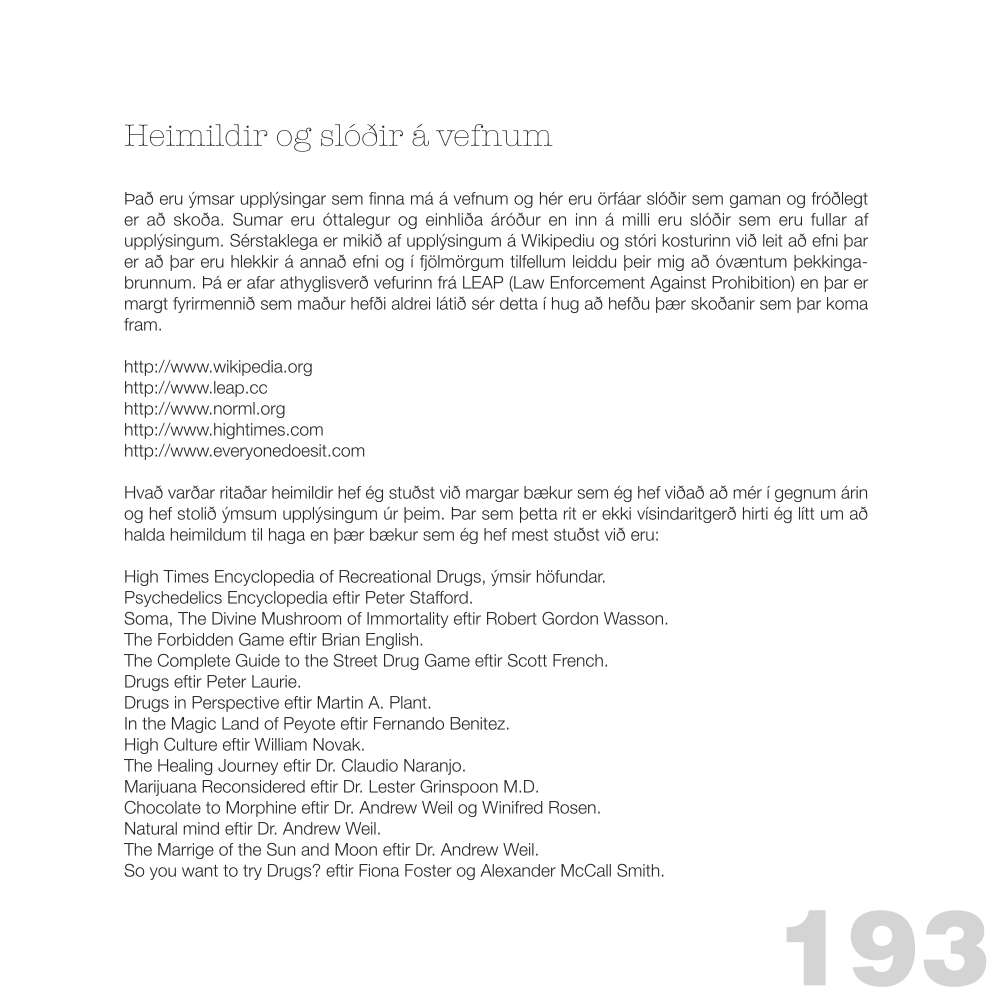 Heimildir og slóðir á vefnum
Það eru ýmsar upplýsingar sem finna má á vefnum og hér eru örfáar slóðir sem gaman og fróðlegt
er að skoða. Sumar eru óttalegur og einhliða áróður en inn á milli eru slóðir sem eru fullar af
upplýsingum. Sérstaklega er mikið af upplýsingum á Wikipediu og stóri kosturinn við leit að efni þar
er að þar eru hlekkir á annað efni og í fjölmörgum tilfellum leiddu þeir mig að óvæntum þekkinga-
brunnum. Þá er afar athyglisverð vefurinn frá LEAP (Law Enforcement Against Prohibition) en þar er
margt fyrirmennið sem maður hefði aldrei látið sér detta í hug að hefðu þær skoðanir sem þar koma
fram.
http://www.wikipedia.org
http://www.leap.cc
http://www.norml.org
http://www.hightimes.com
http://www.everyonedoesit.com
Hvað varðar ritaðar heimildir hef ég stuðst við margar bækur sem ég hef viðað að mér í gegnum árin
og hef stolið ýmsum upplýsingum úr þeim. Þar sem þetta rit er ekki vísindaritgerð hirti ég lítt um að
halda heimildum til haga en þær bækur sem ég hef mest stuðst við eru:
High Times Encyclopedia of Recreational Drugs, ýmsir höfundar.
Psychedelics Encyclopedia eftir Peter Stafford.
Soma, The Divine Mushroom of Immortality eftir Robert Gordon Wasson.
The Forbidden Game eftir Brian English.
The Complete Guide to the Street Drug Game eftir Scott French.
Drugs eftir Peter Laurie.
Drugs in Perspective eftir Martin A. Plant.
In the Magic Land of Peyote eftir Fernando Benitez.
High Culture eftir William Novak.
The Healing Journey eftir Dr. Claudio Naranjo.
Marijuana Reconsidered eftir Dr. Lester Grinspoon M.D.
Chocolate to Morphine eftir Dr. Andrew Weil og Winifred Rosen.
Natural mind eftir Dr. Andrew Weil.
The Marrige of the Sun and Moon eftir Dr. Andrew Weil.
So you want to try Drugs? eftir Fiona Foster og Alexander McCall Smith.
193